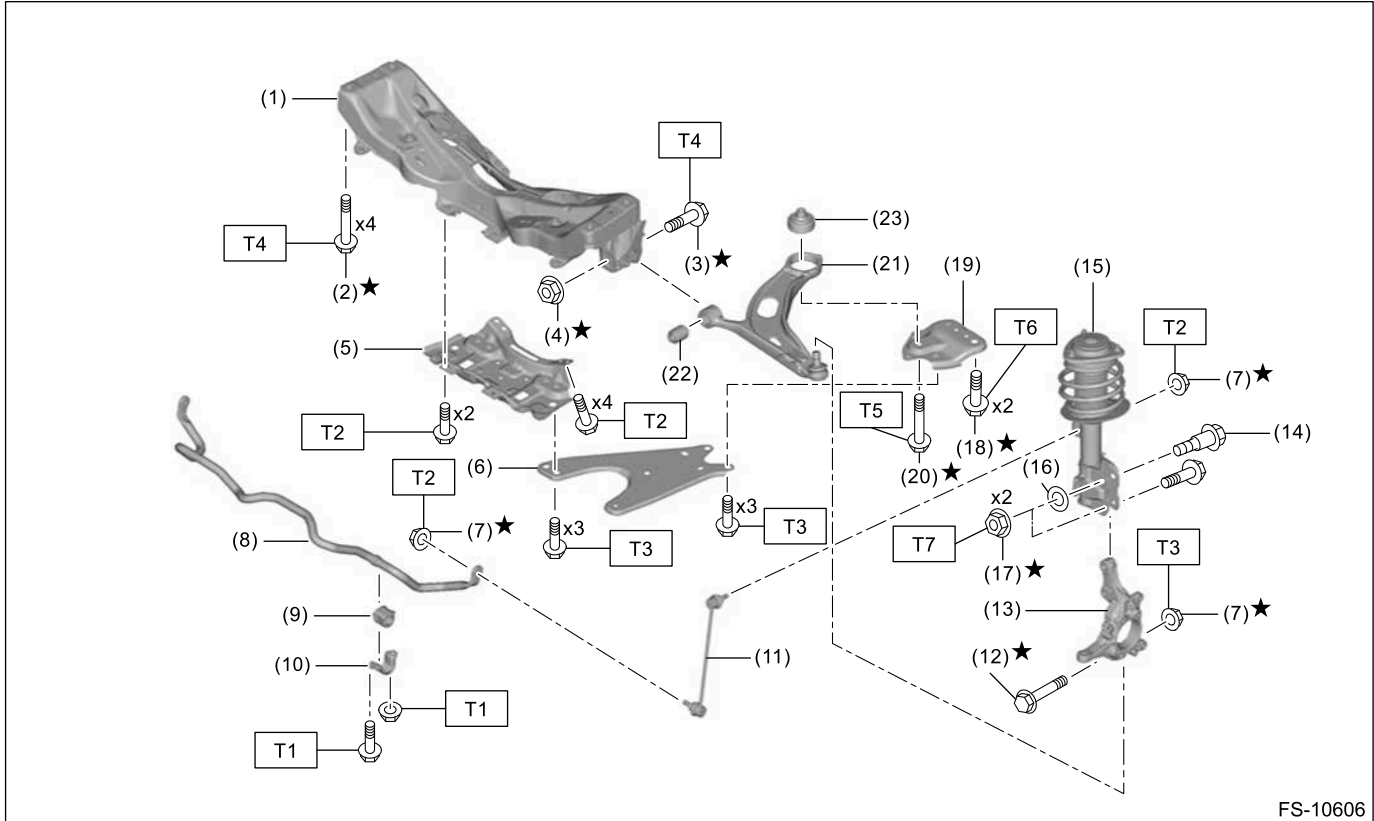 (1)
T4
(23)
x4
T4
(3)★
(21)
(19)
(15)
(2)★
(4)★
T6
T2
(5)
(22)
(7)★
x2
x4
x2
T2
T2
T5
(18)★
(14)
(6)
(20)★
(16)
T2
x2
x3
(7)★
x3
T3
T7
T3
(8)
T3
(17)★
(13)
(7)★
(9)
(12)★
(10)
(11)
T1
T1
FS-10606